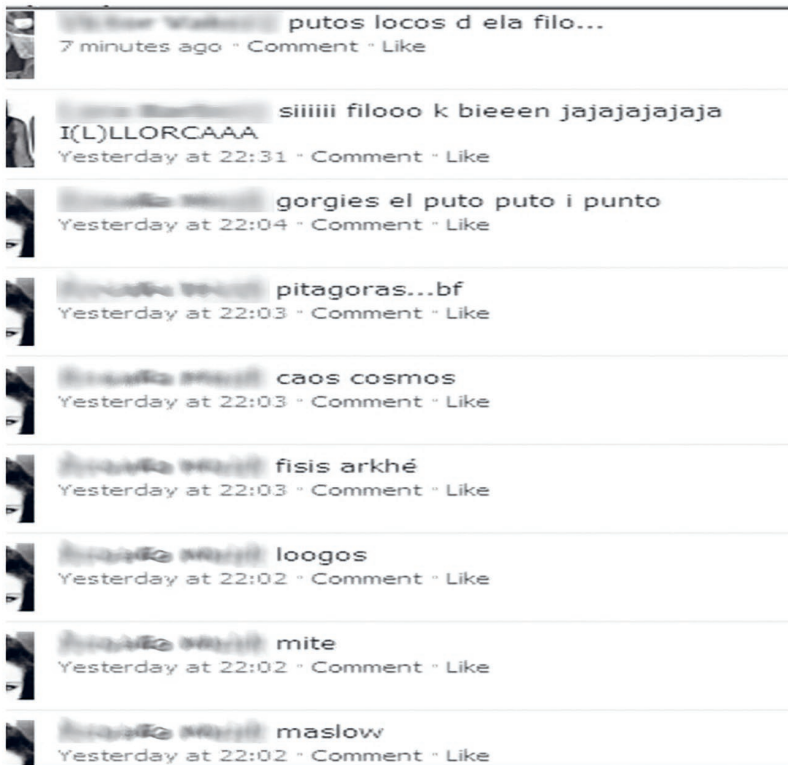 putos locos d ela filo...
7 minutes ago · Comment · Like
siiiiii filooo k bieeen jajajajajaja
I(L)LLORCAAA
Yesterday at 22:31 · Comment · Like
gorgies el puto puto i punto
Yesterday at 22:04 · Comment · Like
pitagoras...bf
Yesterday at 22:03 · Comment · Like
caos cosmos
Yesterday at 22:03 · Comment · Like
fisis arkhé
Yesterday at 22:03 · Comment · Like
loogos
Yesterday at 22:02 · Comment · Like
mite
Yesterday at 22:02 · Comment · Like
maslow
Yesterday at 22:02 · Comment · Like